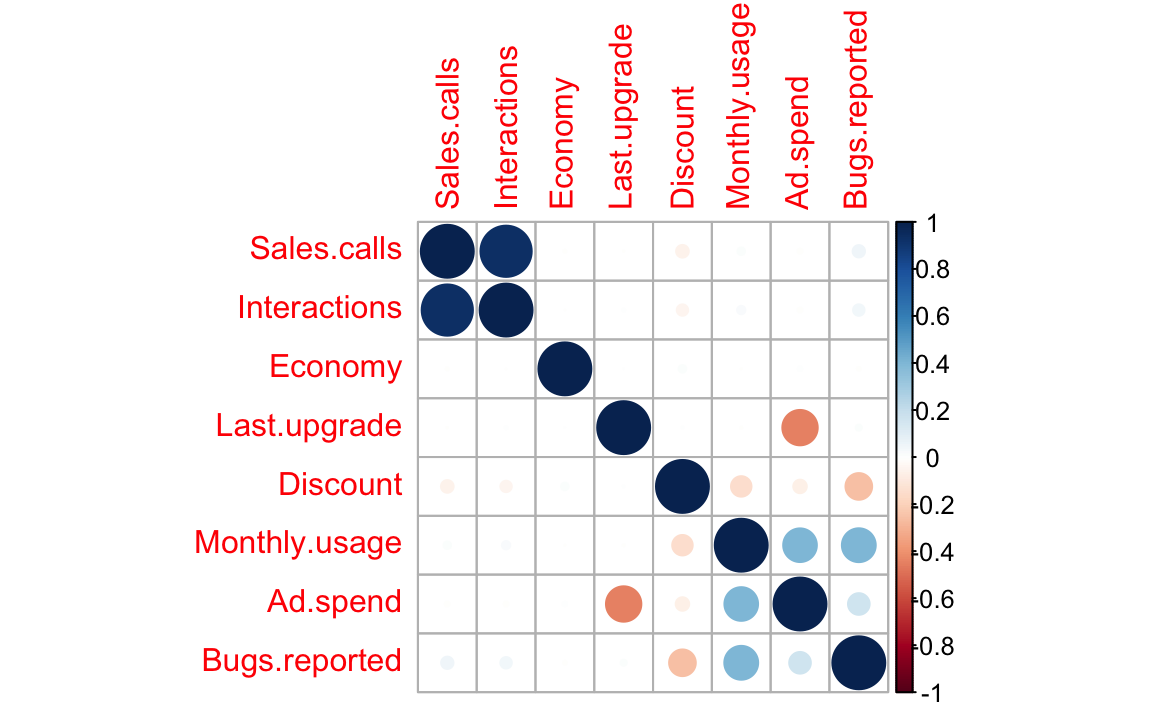 Sales.calls
Interactions
Economy
Last.upgrade
Discount
Monthly.usage
Ad.spend
Bugs.reported
Sales.calls
Interactions
Economy
Last.upgrade
Discount
Monthly.usage
Ad.spend
Bugs.reported
1
0.8
0.6
0.4
0.2
0
-0.2
-0.4
-0.6
-0.8
-1